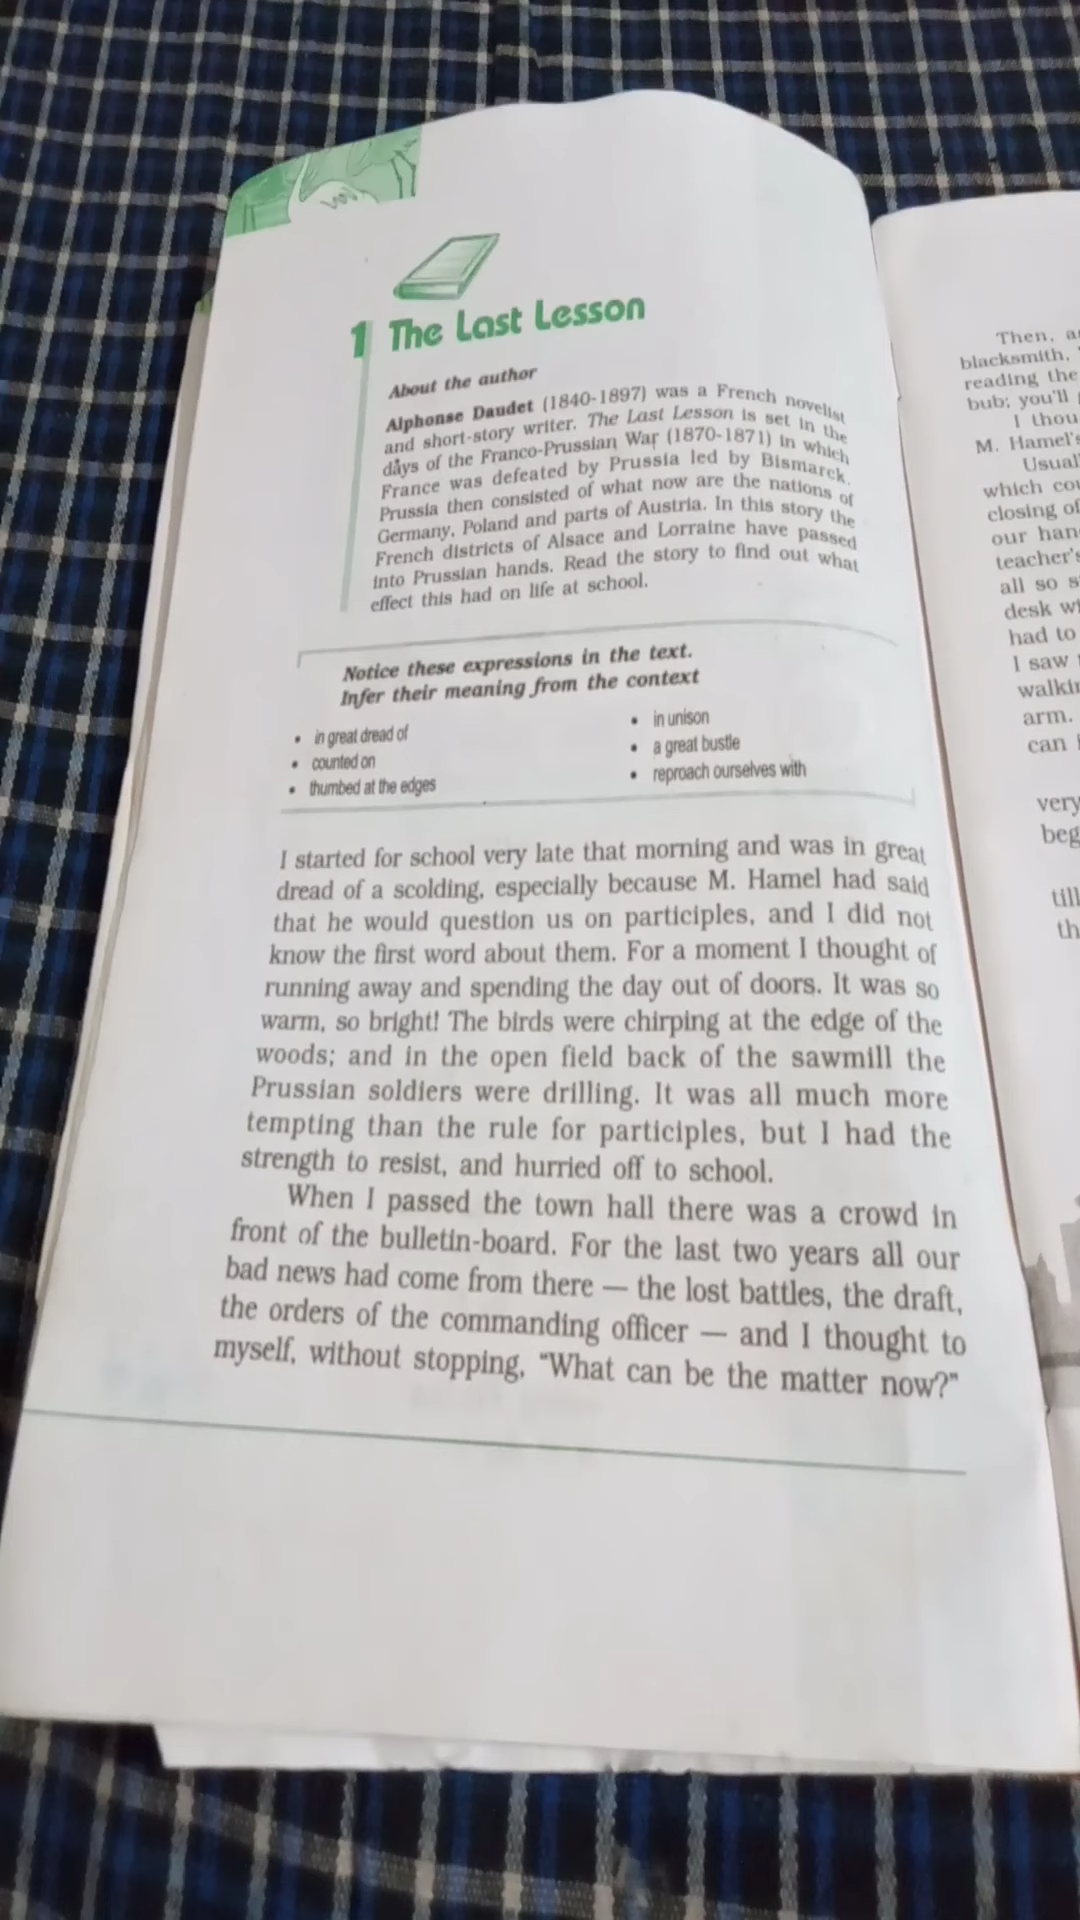 1 The Last Lesson
About the author
Alphonse Daudet (1840-1897) was a French novelist
and short-story writer. The Last Lesson is set in the
days of the Franco-Prussian War (1870-1871) in which
France was defeated by Prussia led by Bismarck.
Prussia then consisted of what now are the nations of
Germany, Poland and parts of Austria. In this story the
French districts of Alsace and Lorraine have passed
into Prussian hands. Read the story to find out what
effect this had on life at school.
Notice these expressions in the text.
Infer their meaning from the context
• in great dread of
• counted on
• thumbed at the edges
• in unison
• a great bustle
• reproach ourselves with
I started for school very late that morning and was in great
dread of a scolding, especially because M. Hamel had said
that he would question us on participles, and I did not
know the first word about them. For a moment I thought of
running away and spending the day out of doors. It was so
warm, so bright! The birds were chirping at the edge of the
woods; and in the open field back of the sawmill the
Prussian soldiers were drilling. It was all much more
tempting than the rule for participles, but I had the
strength to resist, and hurried off to school.
When I passed the town hall there was a crowd in
front of the bulletin-board. For the last two years all our
bad news had come from there — the lost battles, the draft,
the orders of the commanding officer — and I thought to
myself, without stopping, “What can be the matter now?”
Then,
blacksmith,
reading the
bub; you'll
I
M. Hamel's
which
closing of
our
teacher's
all so
desk
had to
I saw
arm.
can
very
till